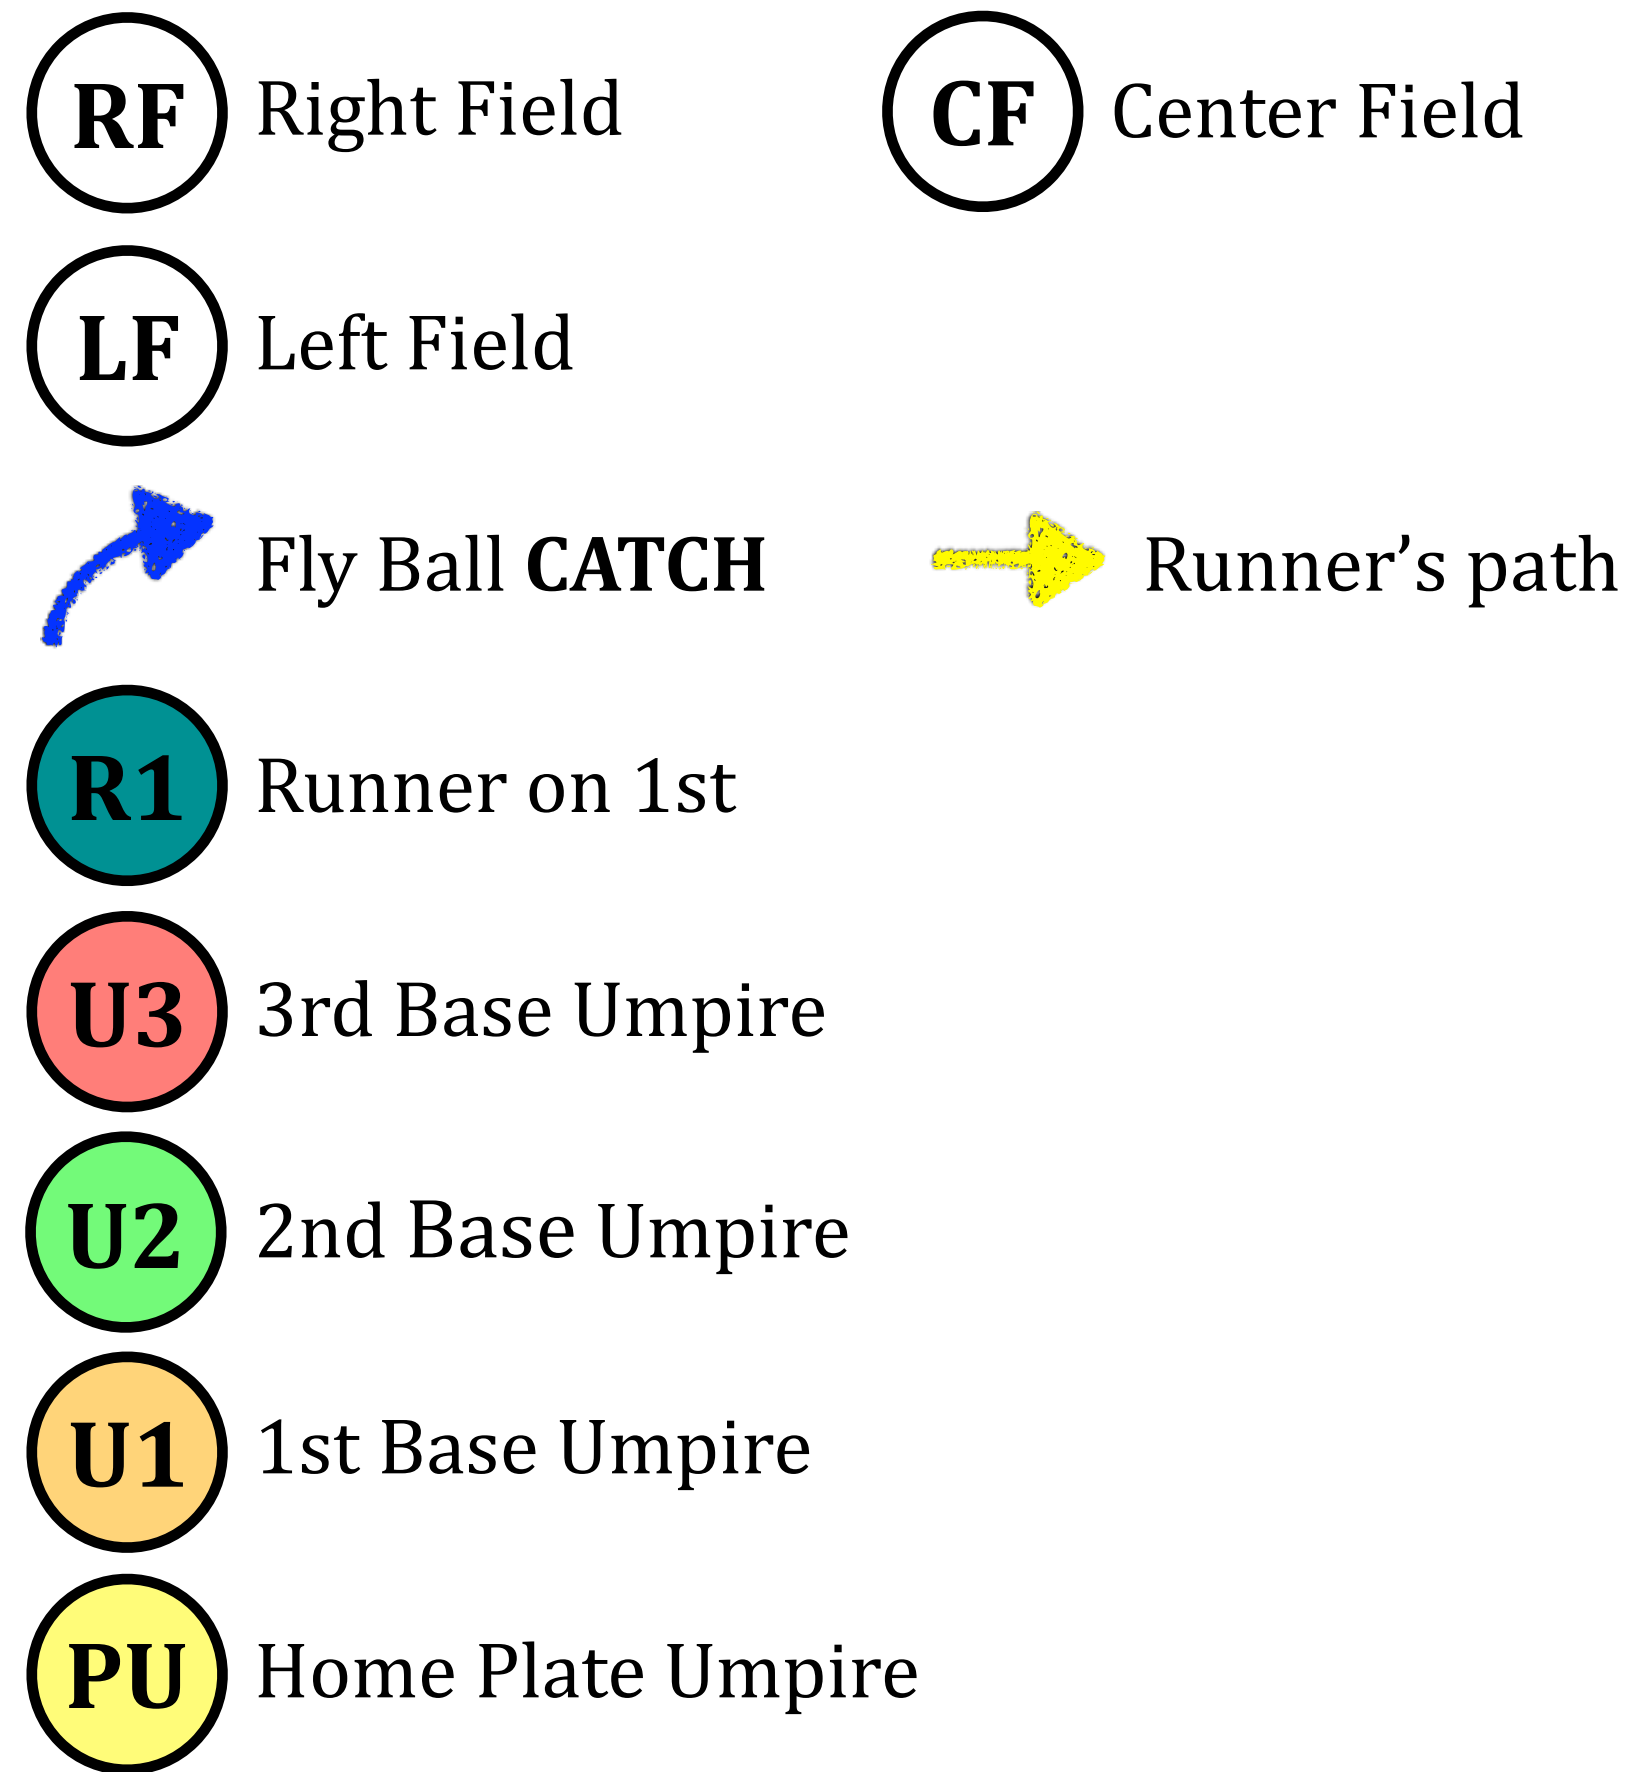 RF Right Field
CF Center Field
LF Left Field
Fly Ball CATCH
Runner’s path
R1 Runner on 1st
U3 3rd Base Umpire
U2 2nd Base Umpire
U1 1st Base Umpire
PU Home Plate Umpire